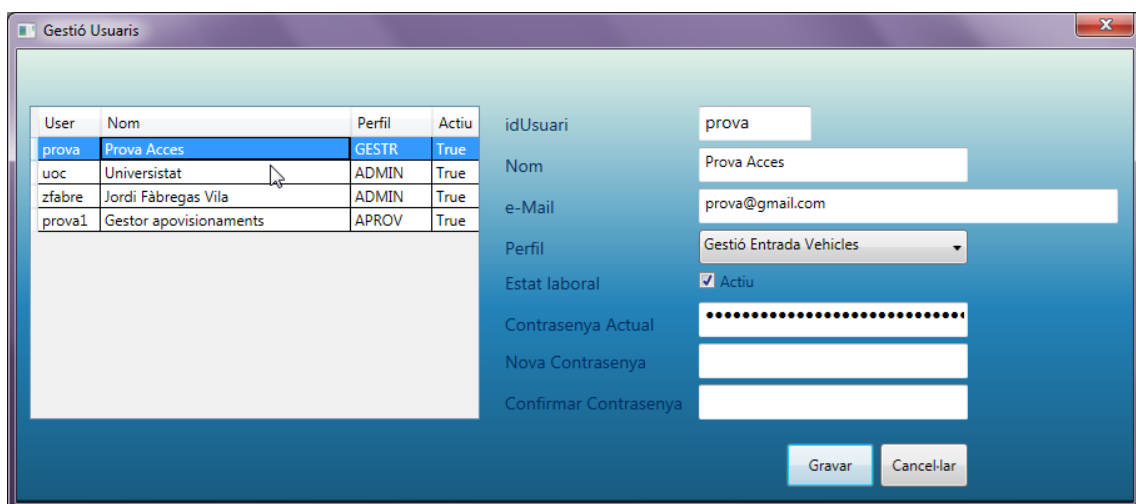 Gestió Usuaris
User Nom Perfil Actiu
prova Prova Acces GESTR True
uoc Universistat ADMIN True
zfabre Jordi Fàbregas Vila ADMIN True
prova1 Gestor apovisionaments APROV True
idUsuari prova
Nom Prova Acces
e-Mail prova@gmail.com
Perfil Gestió Entrada Vehicles
Estat laboral Actiu
Contrasenya Actual
Nova Contrasenya
Confirmar Contrasenya
Gravar Cancel·lar